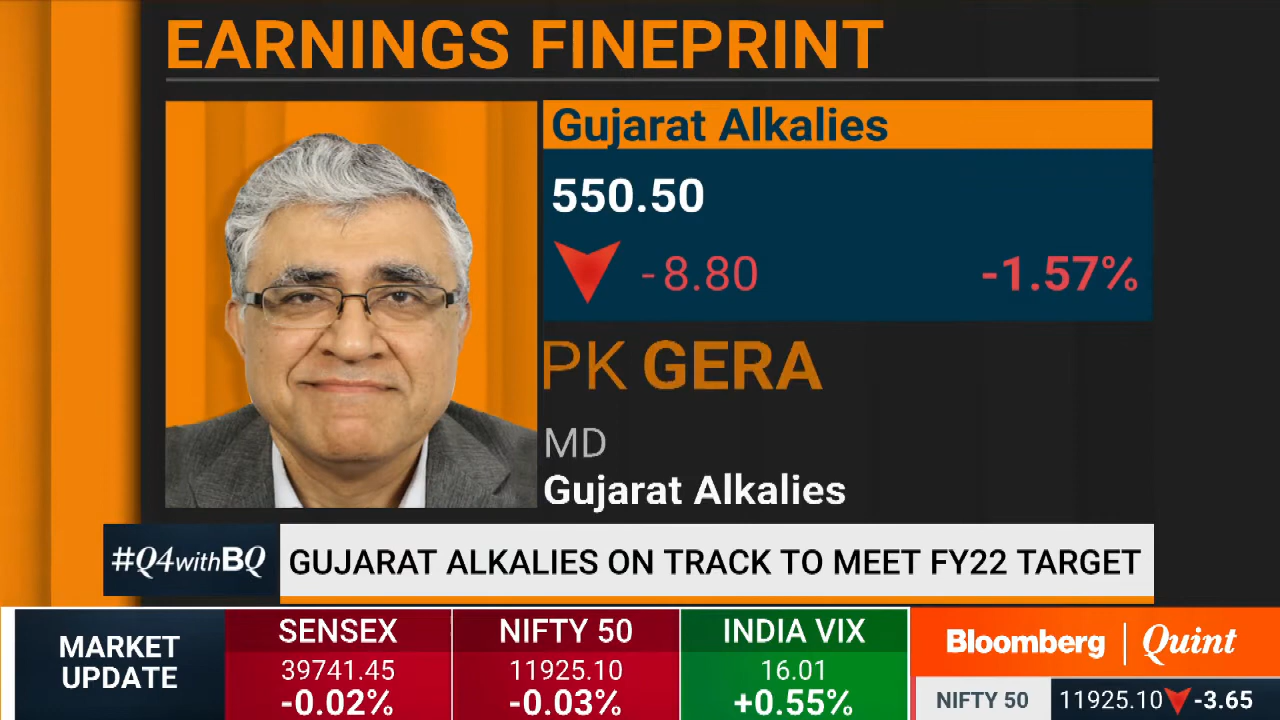 EARNINGS FINEPRINT
Gujarat Alkalies
550.50
-8.80 -1.57%
PK GERA
MD
Gujarat Alkalies
#Q4withBQ
GUJARAT ALKALIES ON TRACK TO MEET FY22 TARGET
MARKET
UPDATE
SENSEX
39741.45
-0.02%
NIFTY 50
11925.10
-0.03%
INDIA VIX
16.01
+0.55%
Bloomberg | Quint
NIFTY 50 11925.10 -3.65